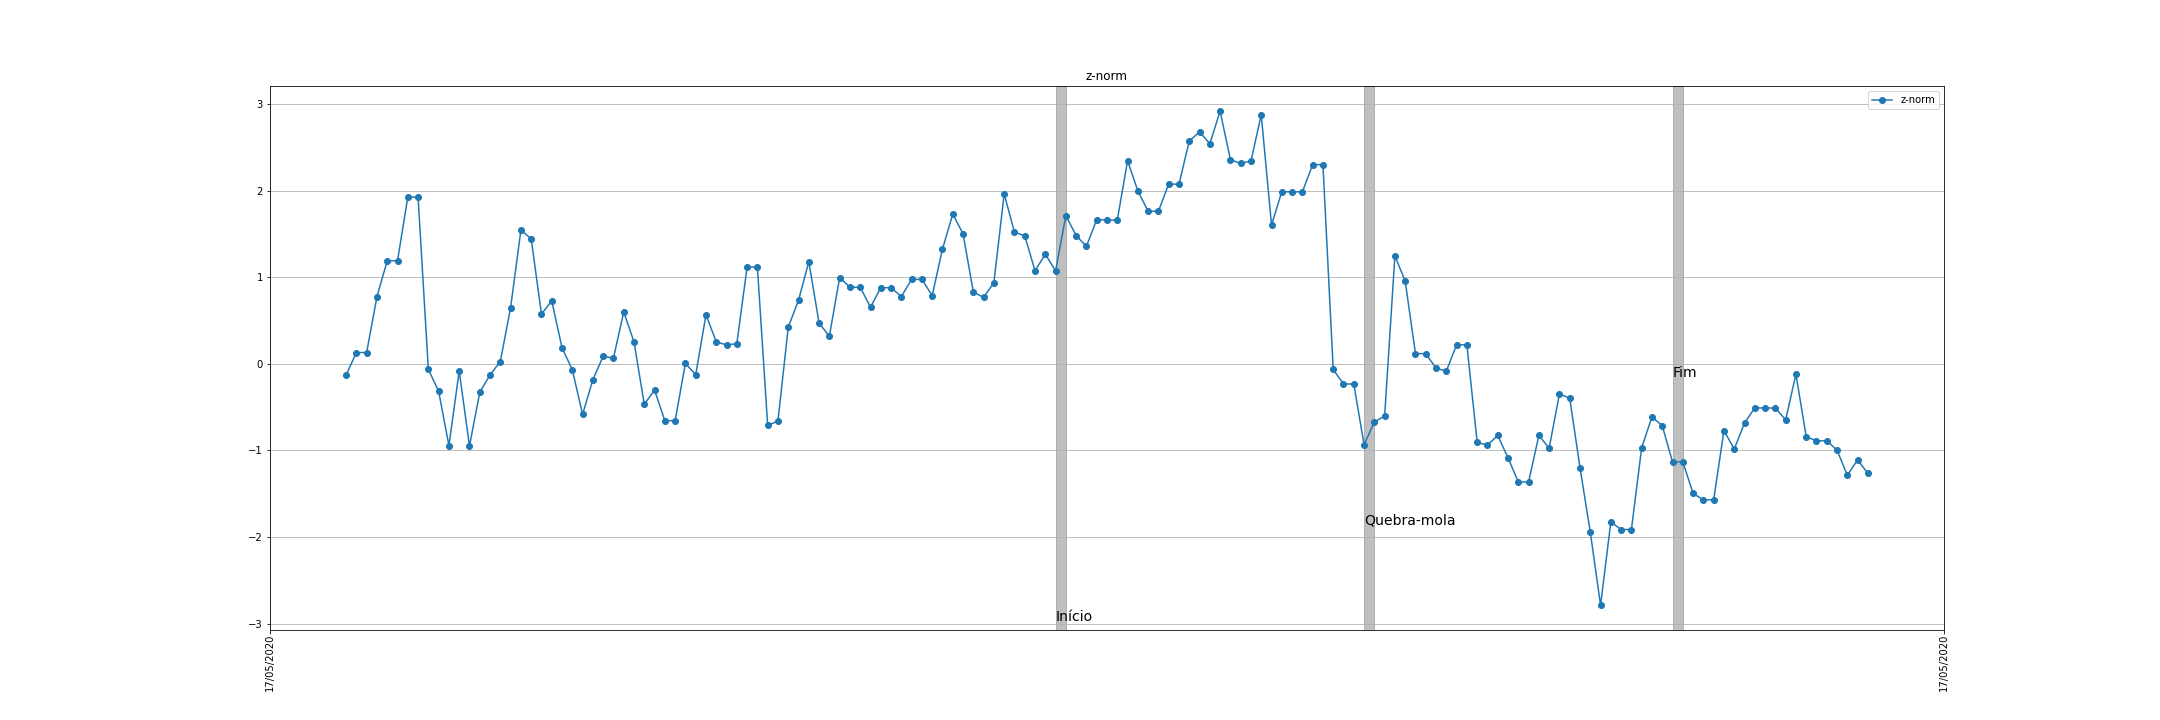 z-norm
z-norm
3
2
1
0
Fim
−1
Quebra-mola
−2
Início
−3
17/05/2020
17/05/2020